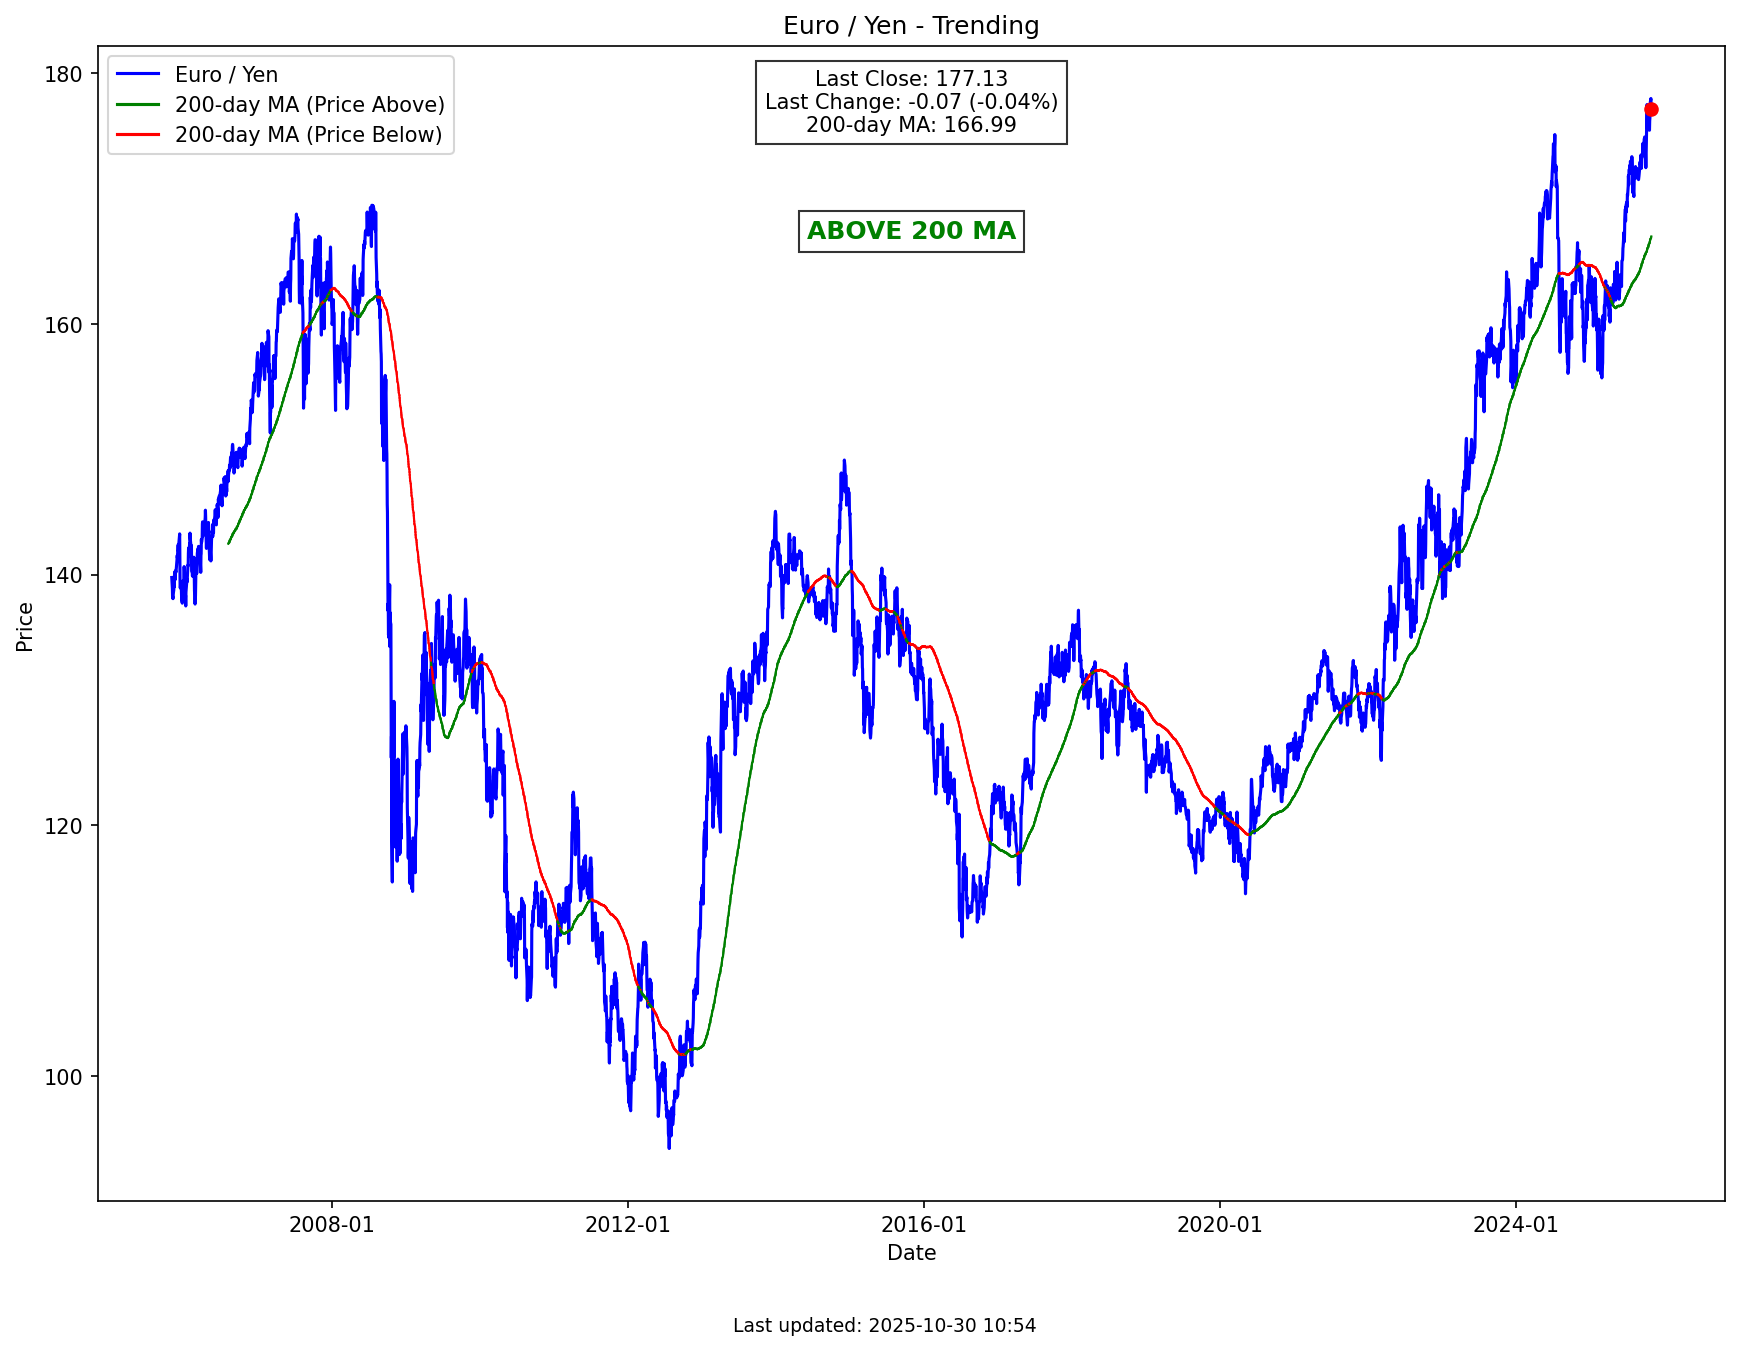 Euro / Yen - Trending
Euro / Yen
200-day MA (Price Above)
200-day MA (Price Below)
Last Close: 177.13
Last Change: -0.07 (-0.04%)
200-day MA: 166.99
ABOVE 200 MA
180
160
140
120
100
Price
2008-01
2012-01
2016-01
2020-01
2024-01
Date
Last updated: 2025-10-30 10:54